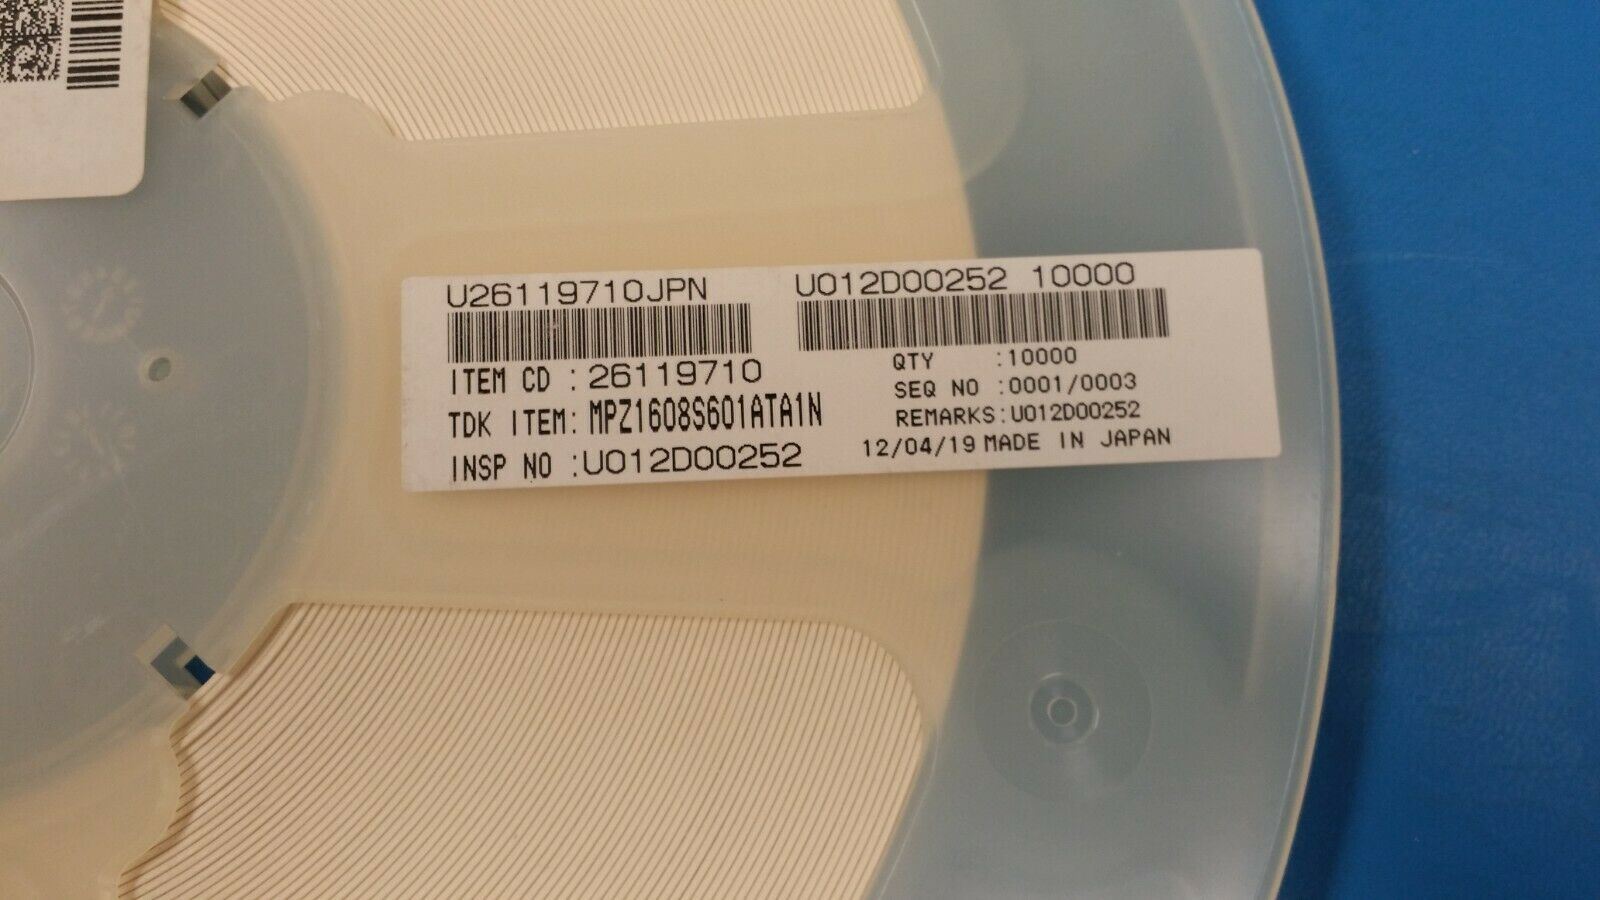 U26119710JPN
U012D00252 10000
ITEM CD : 26119710
TDK ITEM: MPZ1608S601ATA1N
INSP NO :U012D00252
QTY :10000
SEQ NO :0001/0003
REMARKS:U012D00252
12/04/19 MADE IN JAPAN